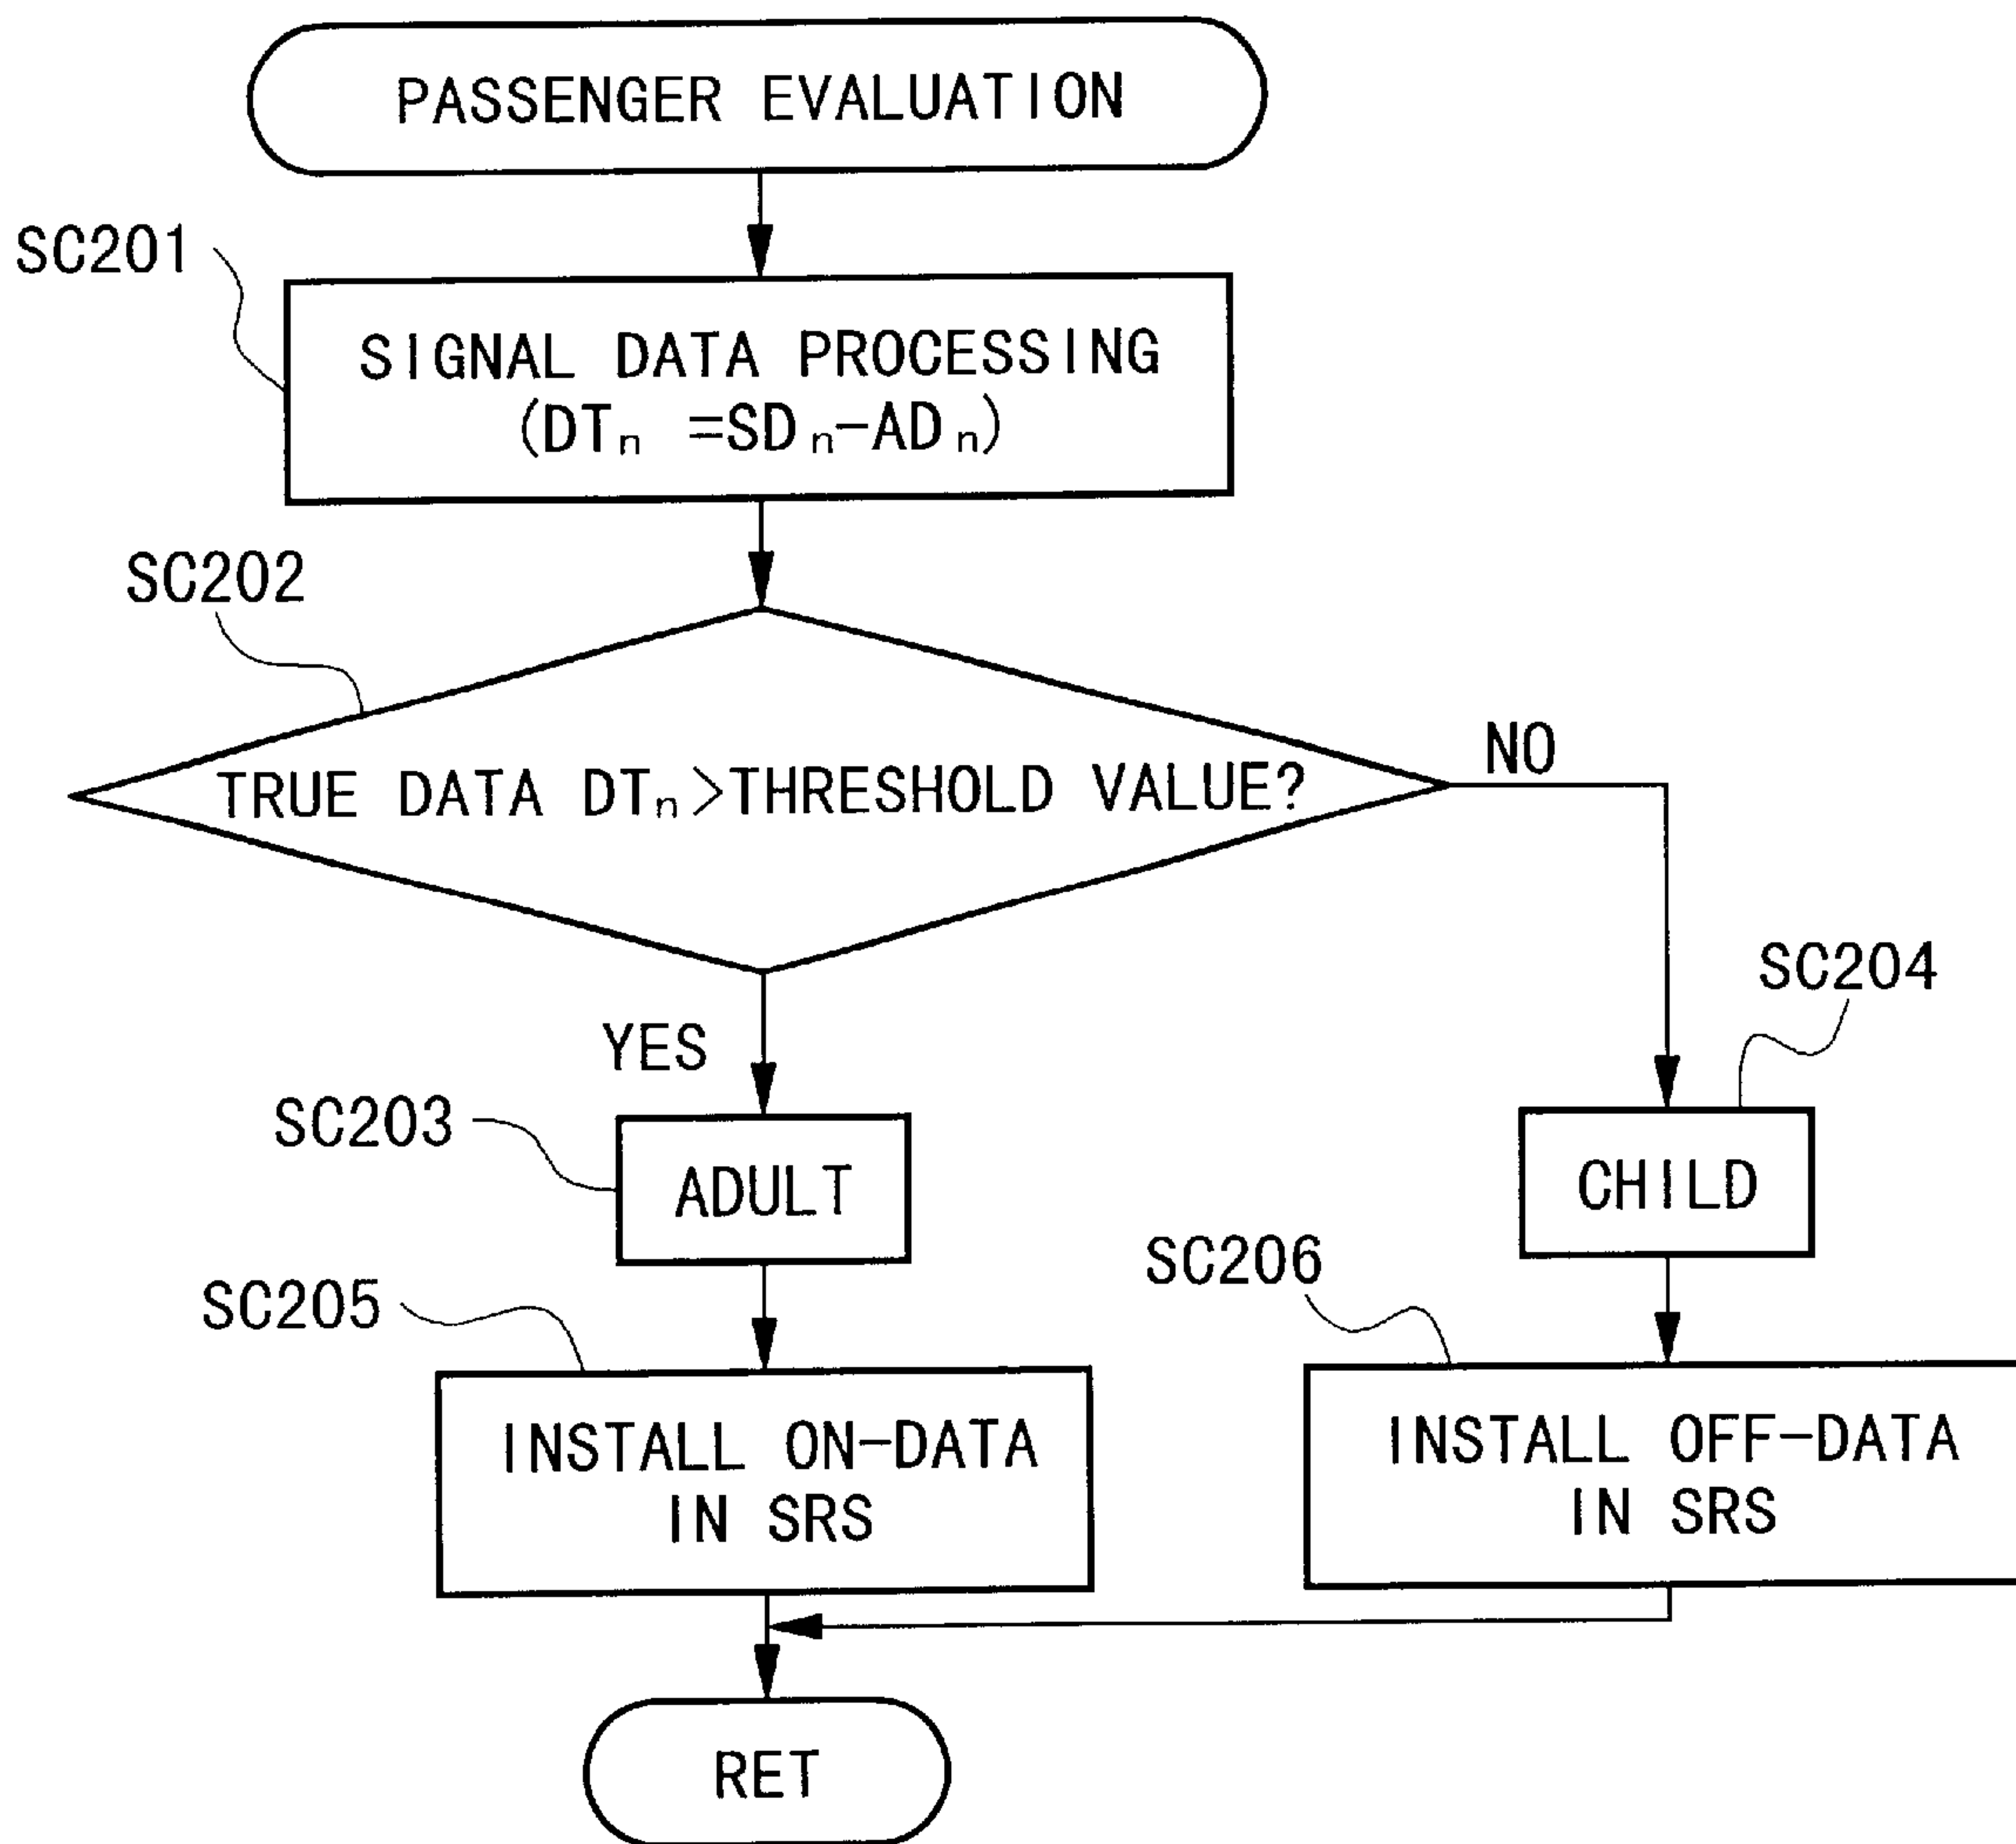 PASSENGER EVALUATION
SC201
SIGNAL DATA PROCESSING
(DTₙ =SDₙ-ADₙ)
SC202
TRUE DATA DTₙ>THRESHOLD VALUE?
NO
YES
SC204
SC203
ADULT
CHILD
SC205
SC206
INSTALL ON-DATA
IN SRS
INSTALL OFF-DATA
IN SRS
RET